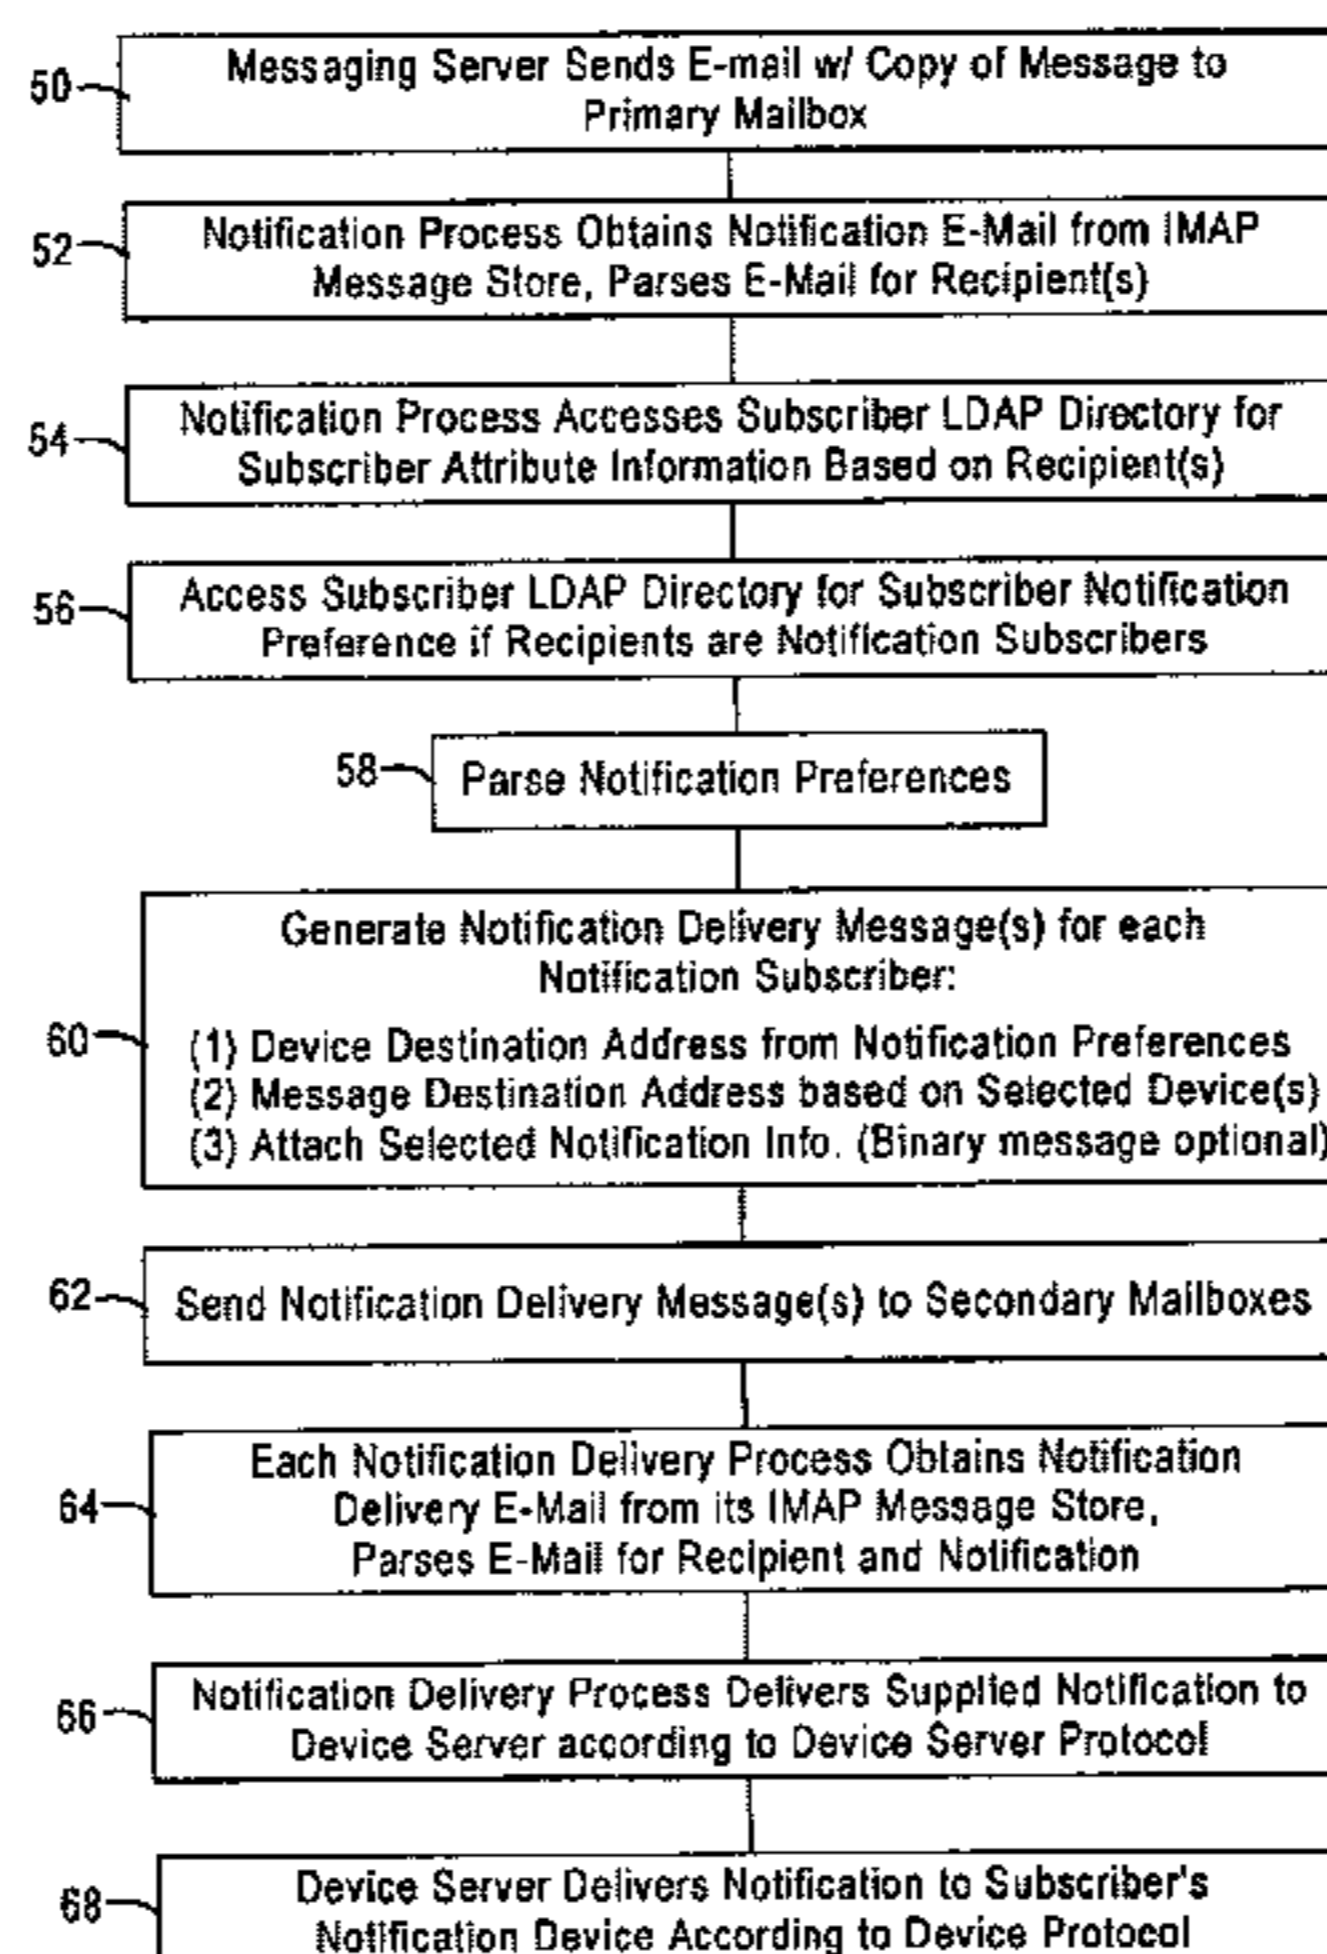 50 Messaging Server Sends E-mail w/ Copy of Message to
Primary Mailbox
52 Notification Process Obtains Notification E-Mail from IMAP
Message Store, Parses E-Mail for Recipient(s)
54 Notification Process Accesses Subscriber LDAP Directory for
Subscriber Attribute Information Based on Recipient(s)
56 Access Subscriber LDAP Directory for Subscriber Notification
Preference if Recipients are Notification Subscribers
58 Parse Notification Preferences
Generate Notification Delivery Message(s) for each
Notification Subscriber:
60 (1) Device Destination Address from Notification Preferences
(2) Message Destination Address based on Selected Device(s)
(3) Attach Selected Notification Info. (Binary message optional)
62 Send Notification Delivery Message(s) to Secondary Mailboxes
Each Notification Delivery Process Obtains Notification
64 Delivery E-Mail from its IMAP Message Store,
Parses E-Mail for Recipient and Notification
66 Notification Delivery Process Delivers Supplied Notification to
Device Server according to Device Server Protocol
68 Device Server Delivers Notification to Subscriber's
Notification Device According to Device Protocol